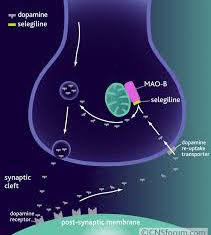 dopamine
selegiline
MAO-B
selegiline
dopamine
re-uptake
transporter
synaptic
cleft
dopamine
receptor
post-synaptic membrane
©CNSforum.com